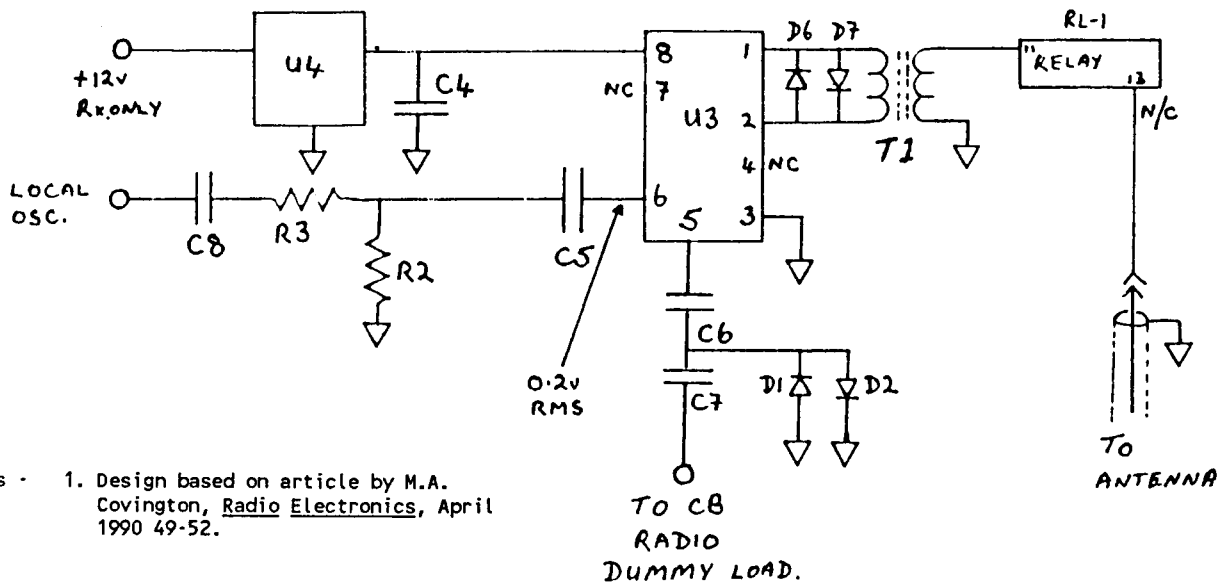 +12v
Rx ONLY
U4
C4
8
NC 7
6
5
U3
1
2
4 NC
3
D6 D7
T1
RL-1
11
RELAY
13
N/C
LOCAL
OSC.
C8
R3
R2
C5
0.2v
RMS
C6
C7
D1
D2
TO CB
RADIO
DUMMY LOAD.
TO
ANTENNA
s - 1. Design based on article by M.A.
Covington, Radio Electronics, April
1990 49-52.